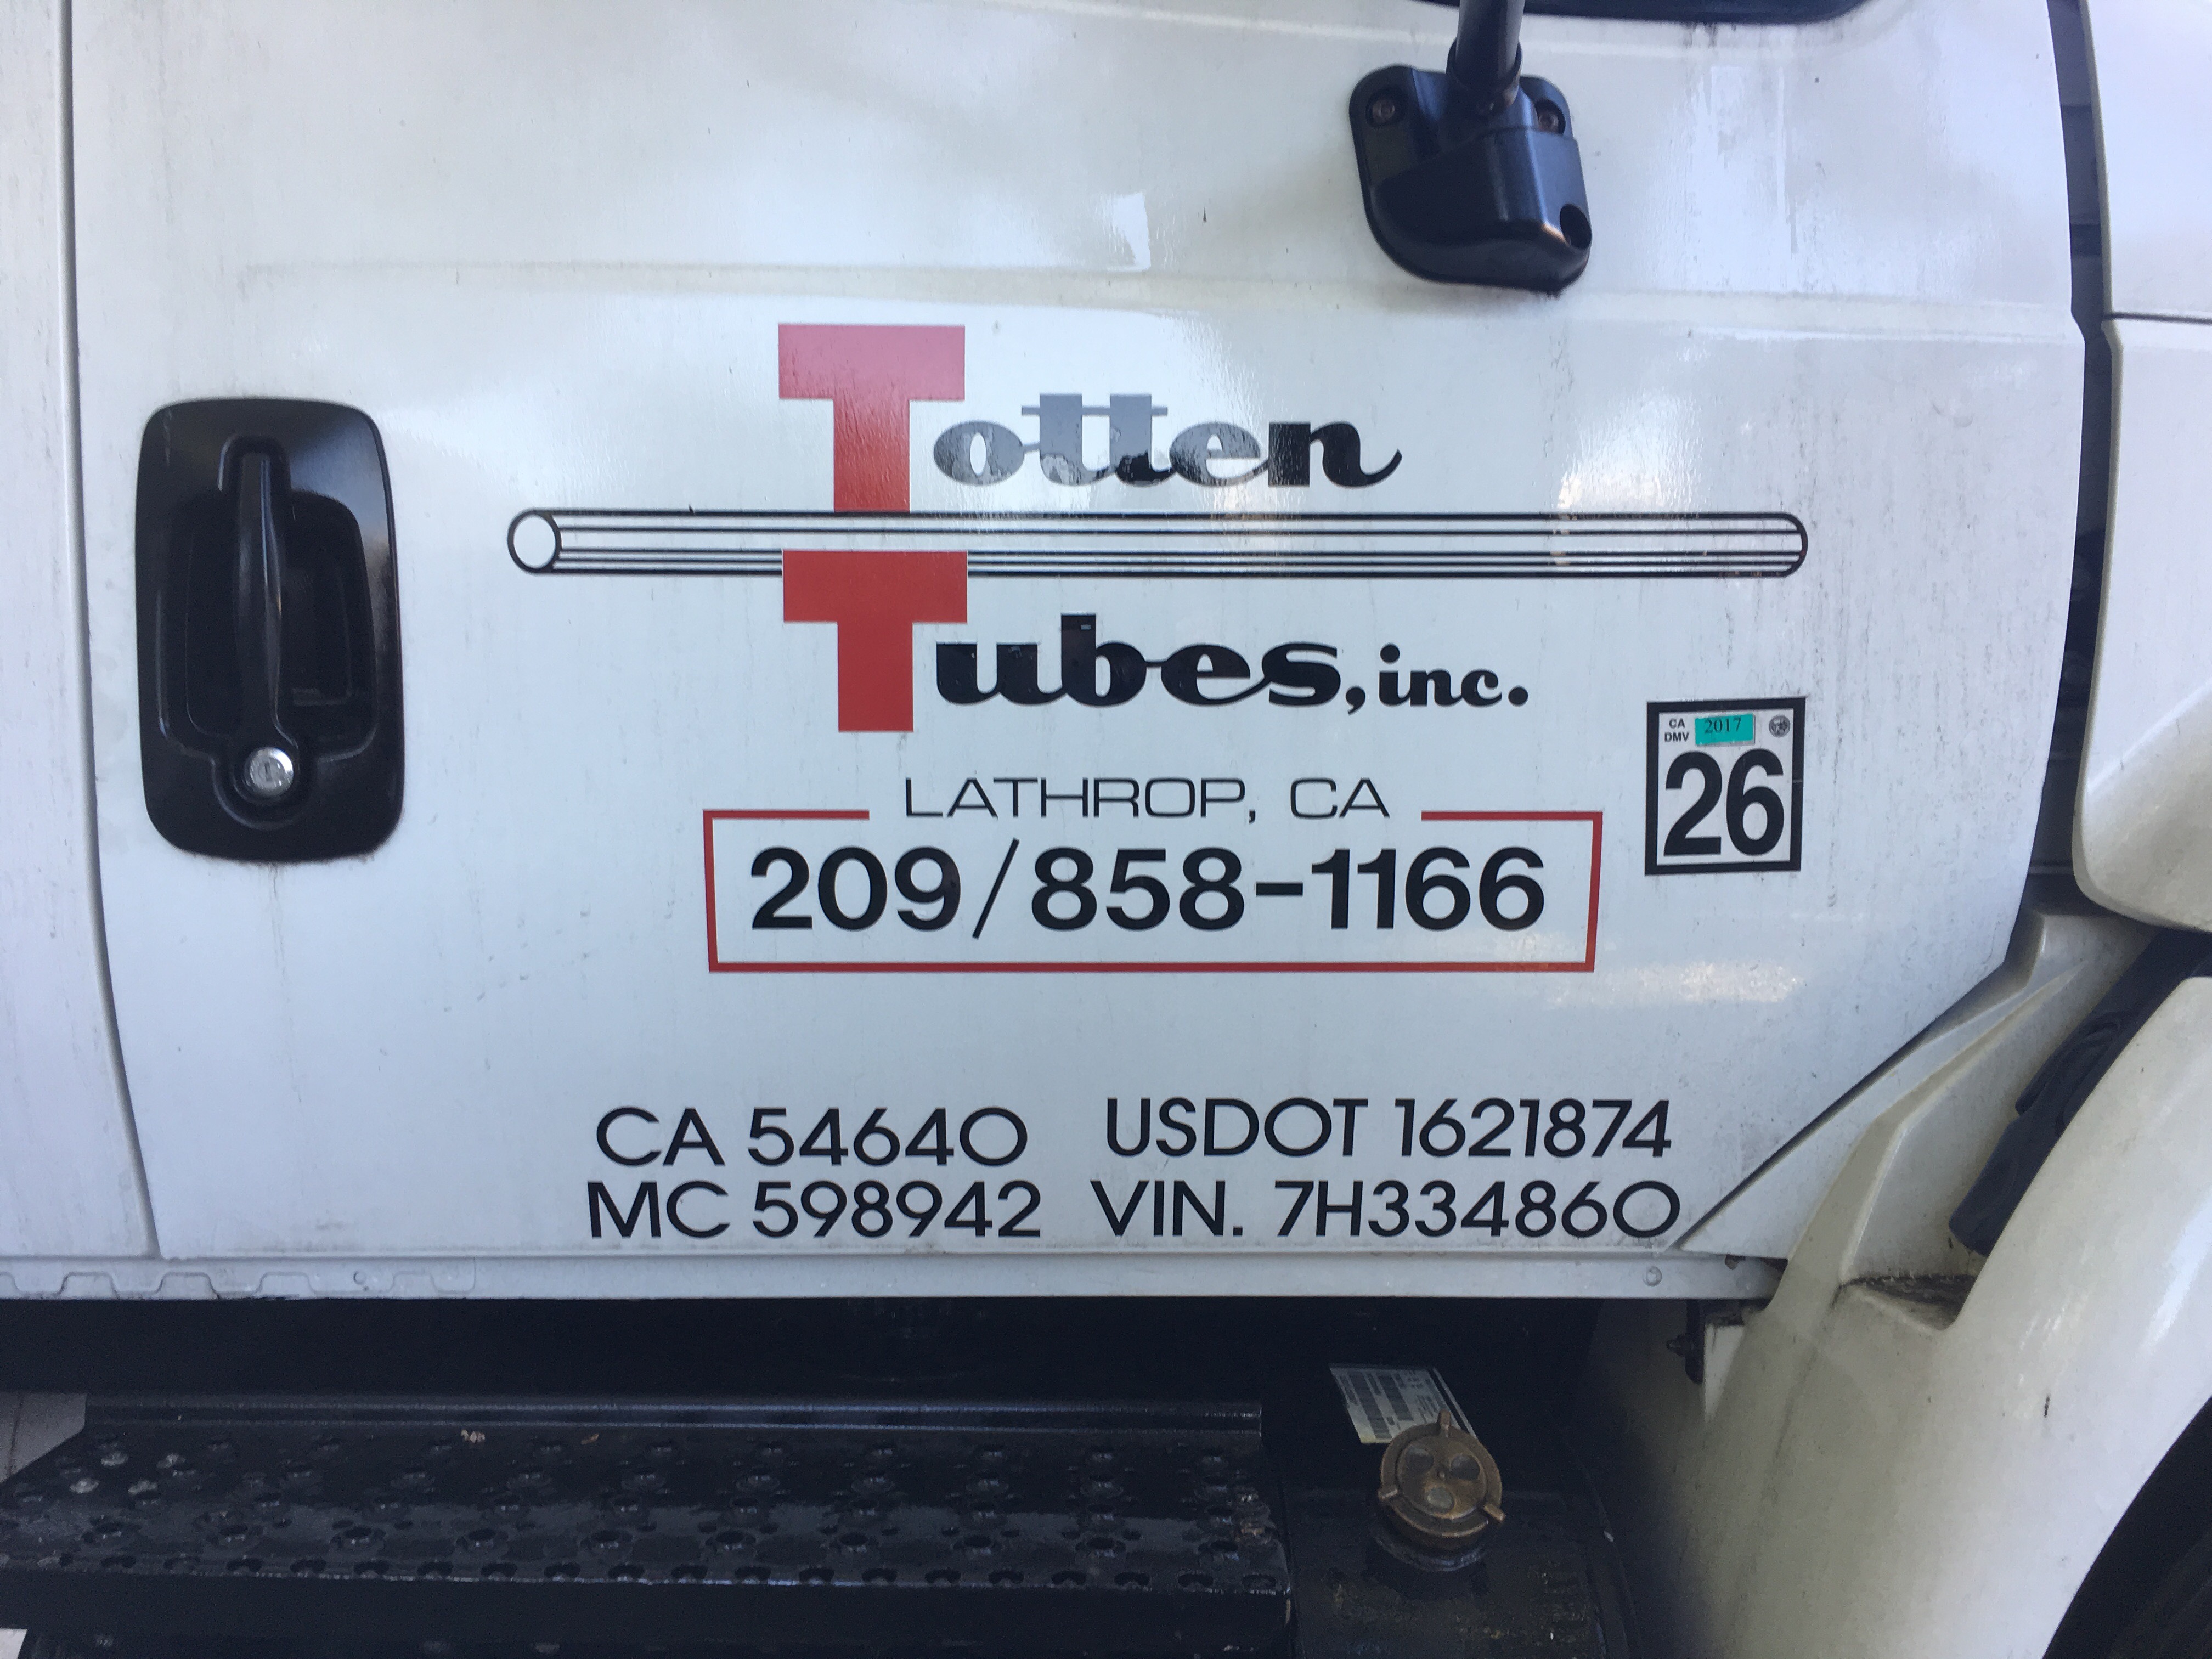 Totten
Tubes, inc.
LATHROP, CA
209/858-1166
CA DMV 2017
26
CA 54640 USDOT 1621874
MC 598942 VIN. 7H334860